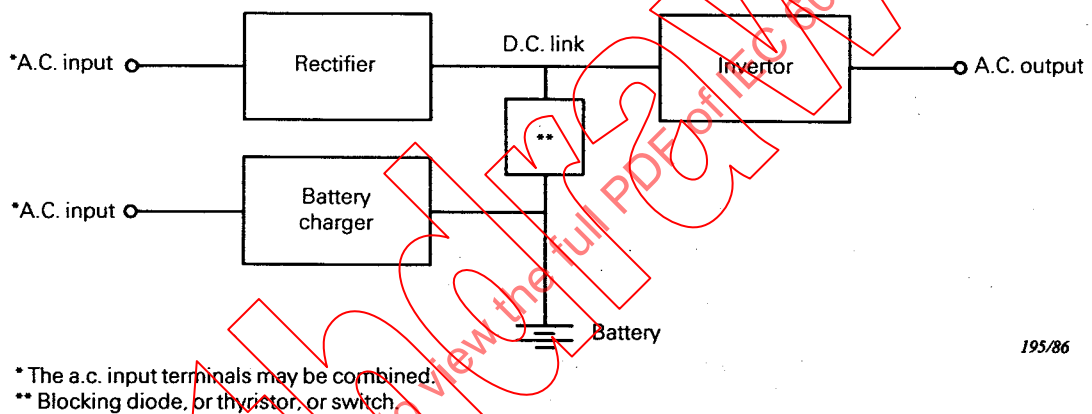 D.C. link
*A.C. input
Rectifier
Invertor
A.C. output
**
*A.C. input
Battery
charger
Battery
195/86
* The a.c. input terminals may be combined.
** Blocking diode, or thyristor, or switch.
view the full PDF of IEC 60